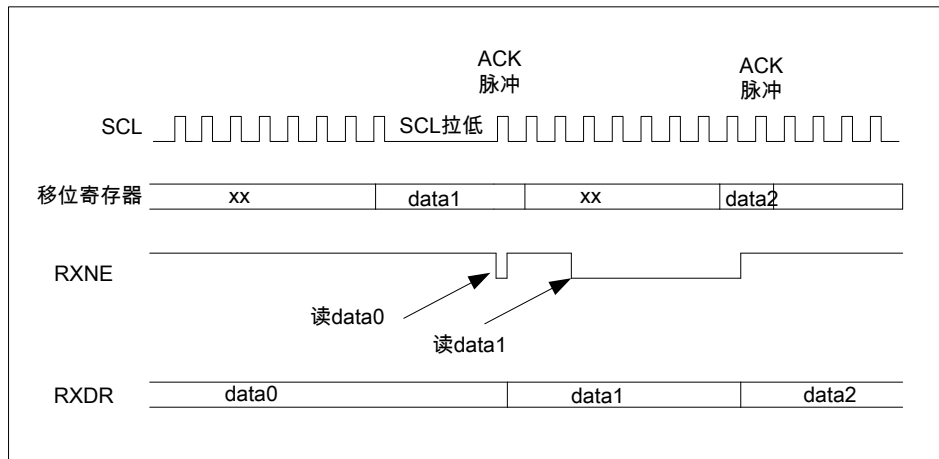 ACK
脉冲
ACK
脉冲
SCL
SCL拉低
移位寄存器
xx
data1
xx
data2
RXNE
读data0
读data1
RXDR
data0
data1
data2